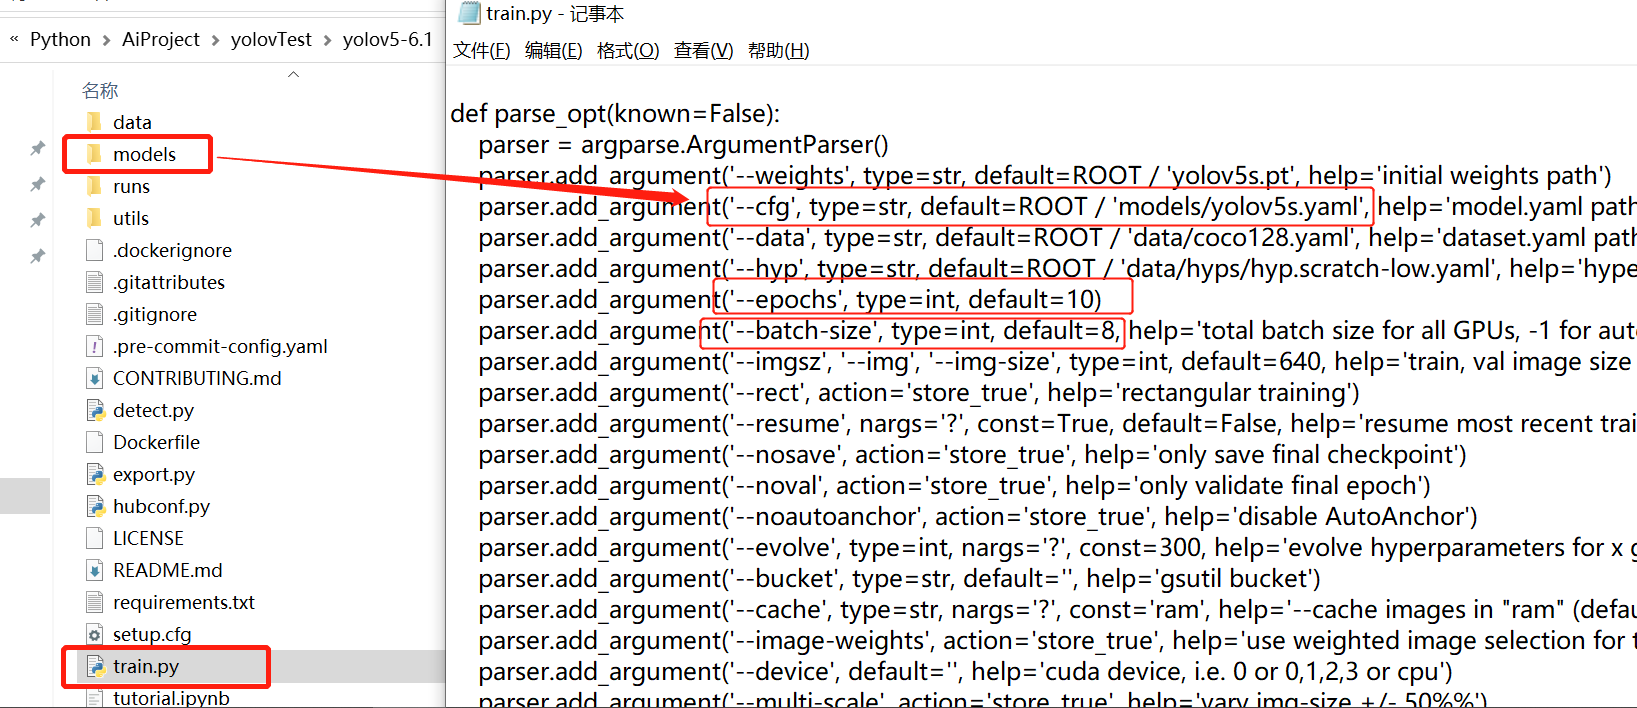 « Python › AiProject › yolovTest › yolov5-6.1
名称
data
models
runs
utils
.dockerignore
.gitattributes
.gitignore
.pre-commit-config.yaml
CONTRIBUTING.md
detect.py
Dockerfile
export.py
hubconf.py
LICENSE
README.md
requirements.txt
setup.cfg
train.py
tutorial.ipynb
train.py - 记事本
文件(F) 编辑(E) 格式(O) 查看(V) 帮助(H)
def parse_opt(known=False):
parser = argparse.ArgumentParser()
parser.add_argument('--weights', type=str, default=ROOT / 'yolov5s.pt', help='initial weights path')
parser.add_argument('--cfg', type=str, default=ROOT / 'models/yolov5s.yaml', help='model.yaml path
parser.add_argument('--data', type=str, default=ROOT / 'data/coco128.yaml', help='dataset.yaml path
parser.add_argument('--hyp', type=str, default=ROOT / 'data/hyps/hyp.scratch-low.yaml', help='hype
parser.add_argument('--epochs', type=int, default=10)
parser.add_argument('--batch-size', type=int, default=8, help='total batch size for all GPUs, -1 for auto
parser.add_argument('--imgsz', '--img', '--img-size', type=int, default=640, help='train, val image size
parser.add_argument('--rect', action='store_true', help='rectangular training')
parser.add_argument('--resume', nargs='?', const=True, default=False, help='resume most recent trai
parser.add_argument('--nosave', action='store_true', help='only save final checkpoint')
parser.add_argument('--noval', action='store_true', help='only validate final epoch')
parser.add_argument('--noautoanchor', action='store_true', help='disable AutoAnchor')
parser.add_argument('--evolve', type=int, nargs='?', const=300, help='evolve hyperparameters for x g
parser.add_argument('--bucket', type=str, default='', help='gsutil bucket')
parser.add_argument('--cache', type=str, nargs='?', const='ram', help='--cache images in "ram" (defau
parser.add_argument('--image-weights', action='store_true', help='use weighted image selection for t
parser.add_argument('--device', default='', help='cuda device, i.e. 0 or 0,1,2,3 or cpu')
parser.add_argument('--multi-scale', action='store_true', help='vary img-size +/- 50%%')